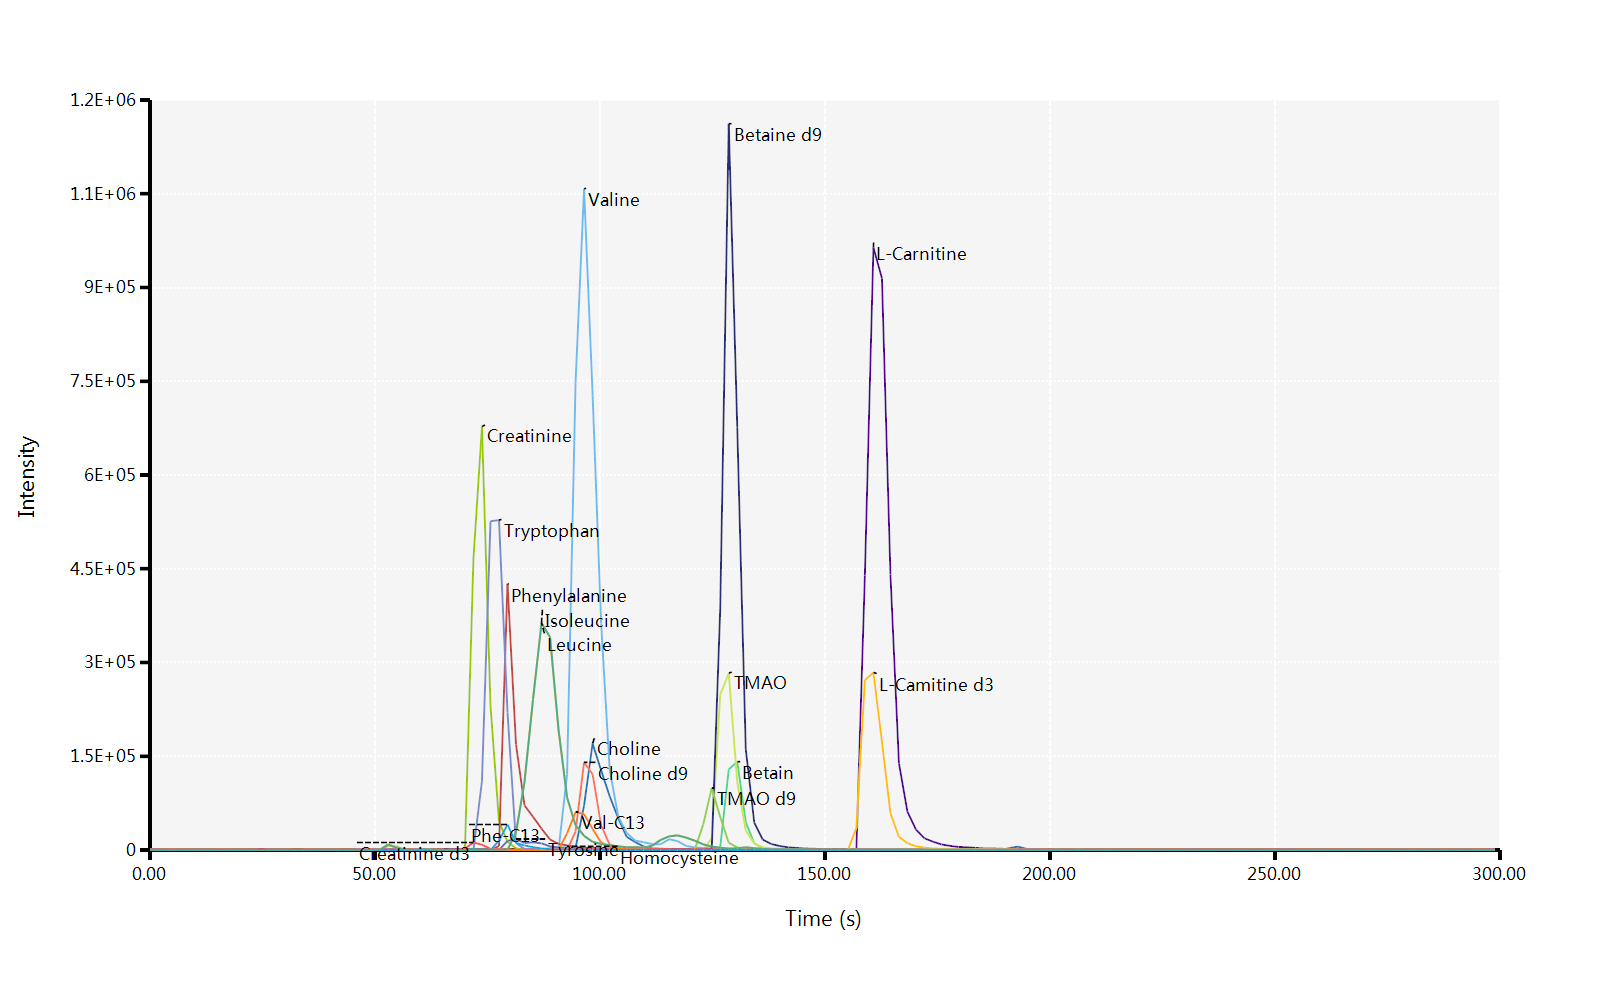 1.2E+06
Betaine d9
1.1E+06
Valine
L-Carnitine
9E+05
7.5E+05
Creatinine
6E+05
Tryptophan
4.5E+05
Phenylalanine
Isoleucine
Leucine
3E+05
TMAO
L-Camitine d3
1.5E+05
Choline
Choline d9
Betain
TMAO d9
Val-C13
Phe-C13
Tyrosine
Creatinine d3
Homocysteine
0
0.00
50.00
100.00
150.00
200.00
250.00
300.00
Time (s)
Intensity